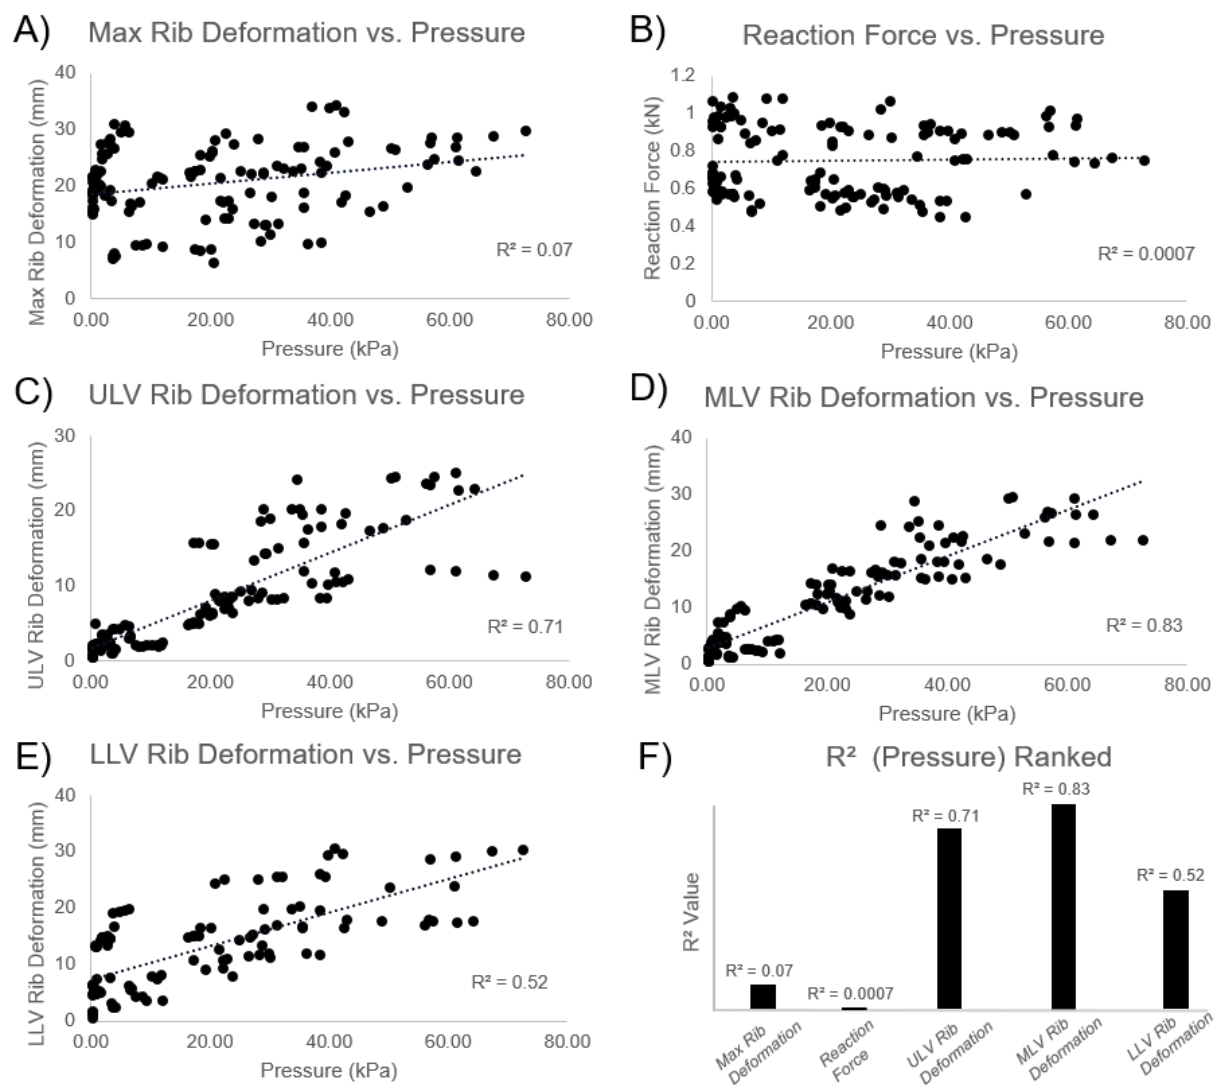 A) Max Rib Deformation vs. Pressure
Max Rib Deformation (mm)
40
30
20
10
0
0.00 20.00 40.00 60.00 80.00
Pressure (kPa)
R² = 0.07
B) Reaction Force vs. Pressure
Reaction Force (kN)
1.2
1
0.8
0.6
0.4
0.2
0
0.00 20.00 40.00 60.00 80.00
Pressure (kPa)
R² = 0.0007
C) ULV Rib Deformation vs. Pressure
ULV Rib Deformation (mm)
30
20
10
0
0.00 20.00 40.00 60.00 80.00
Pressure (kPa)
R² = 0.71
D) MLV Rib Deformation vs. Pressure
MLV Rib Deformation (mm)
40
30
20
10
0
0.00 20.00 40.00 60.00 80.00
Pressure (kPa)
R² = 0.83
E) LLV Rib Deformation vs. Pressure
LLV Rib Deformation (mm)
40
30
20
10
0
0.00 20.00 40.00 60.00 80.00
Pressure (kPa)
R² = 0.52
F) R² (Pressure) Ranked
R² Value
R² = 0.07
R² = 0.0007
R² = 0.71
R² = 0.83
R² = 0.52
Max Rib
Deformation
Reaction
Force
ULV Rib
Deformation
MLV Rib
Deformation
LLV Rib
Deformation